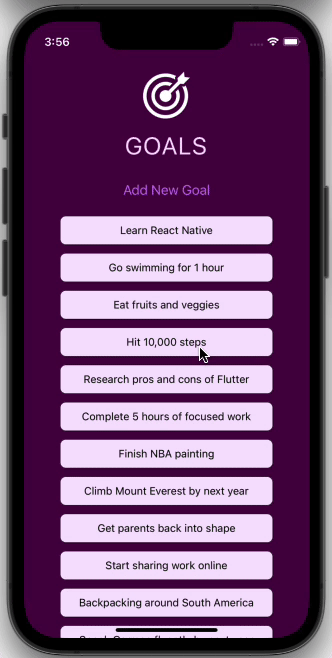 3:56
GOALS
Add New Goal
Learn React Native
Go swimming for 1 hour
Eat fruits and veggies
Hit 10,000 steps
Research pros and cons of Flutter
Complete 5 hours of focused work
Finish NBA painting
Climb Mount Everest by next year
Get parents back into shape
Start sharing work online
Backpacking around South America